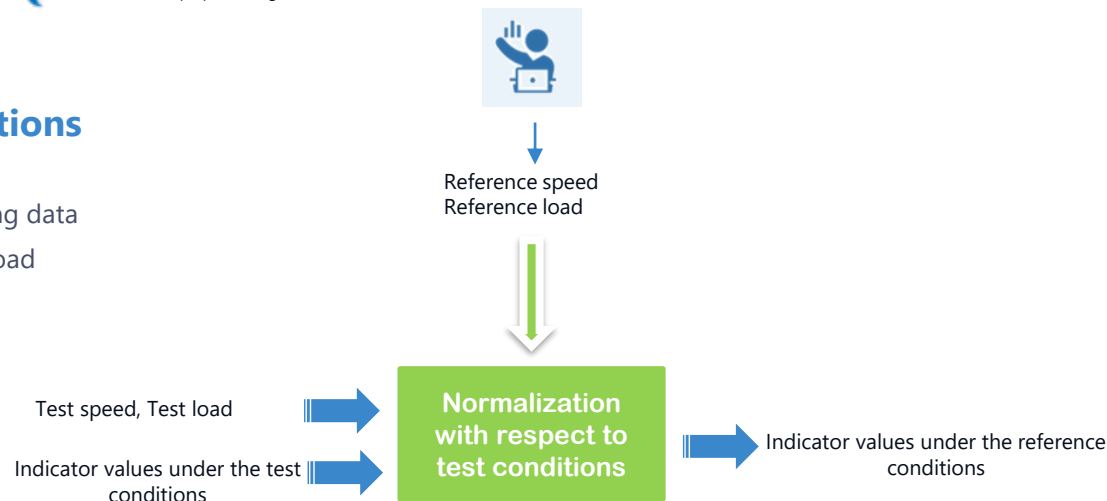 tions
ng data
oad
Reference speed
Reference load
Normalization
with respect to
test conditions
Test speed, Test load
Indicator values under the test
conditions
Indicator values under the reference
conditions